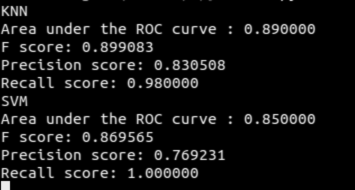 KNN
Area under the ROC curve : 0.890000
F score: 0.899083
Precision score: 0.830508
Recall score: 0.980000
SVM
Area under the ROC curve : 0.850000
F score: 0.869565
Precision score: 0.769231
Recall score: 1.000000